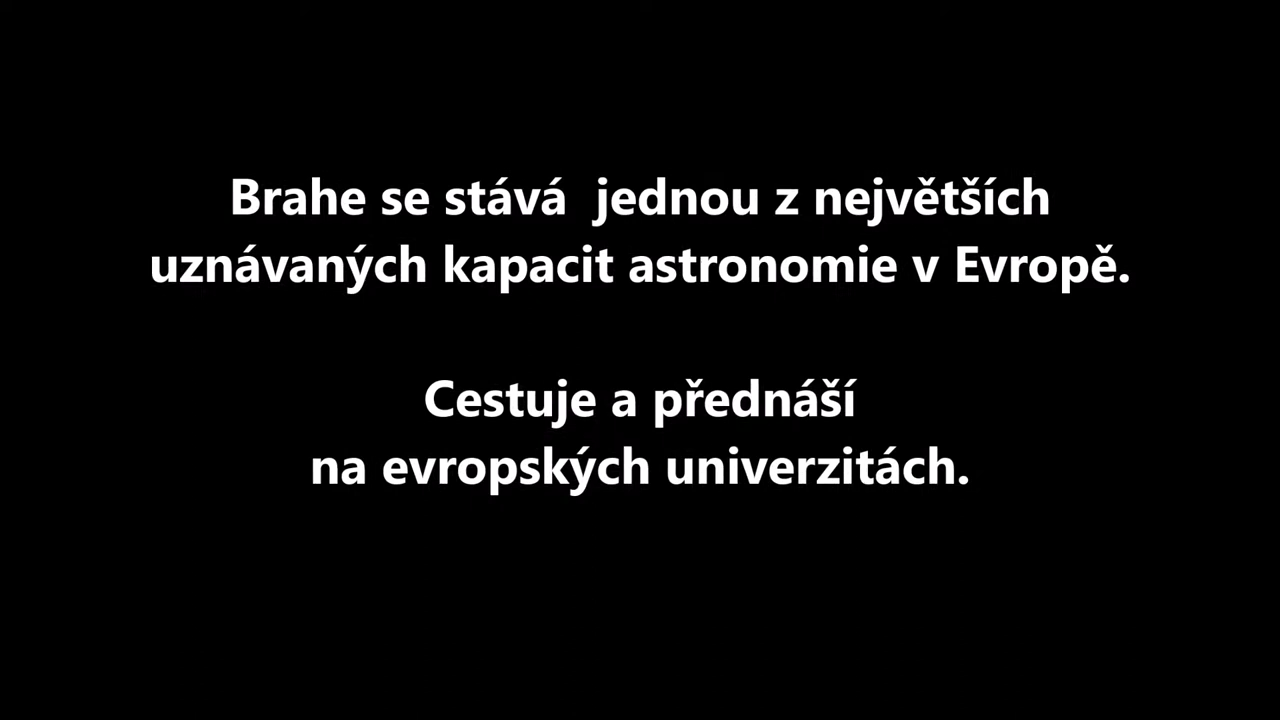 Brahe se stává  jednou z největších
uznávaných kapacit astronomie v Evropě.
Cestuje a přednáší
na evropských univerzitách.